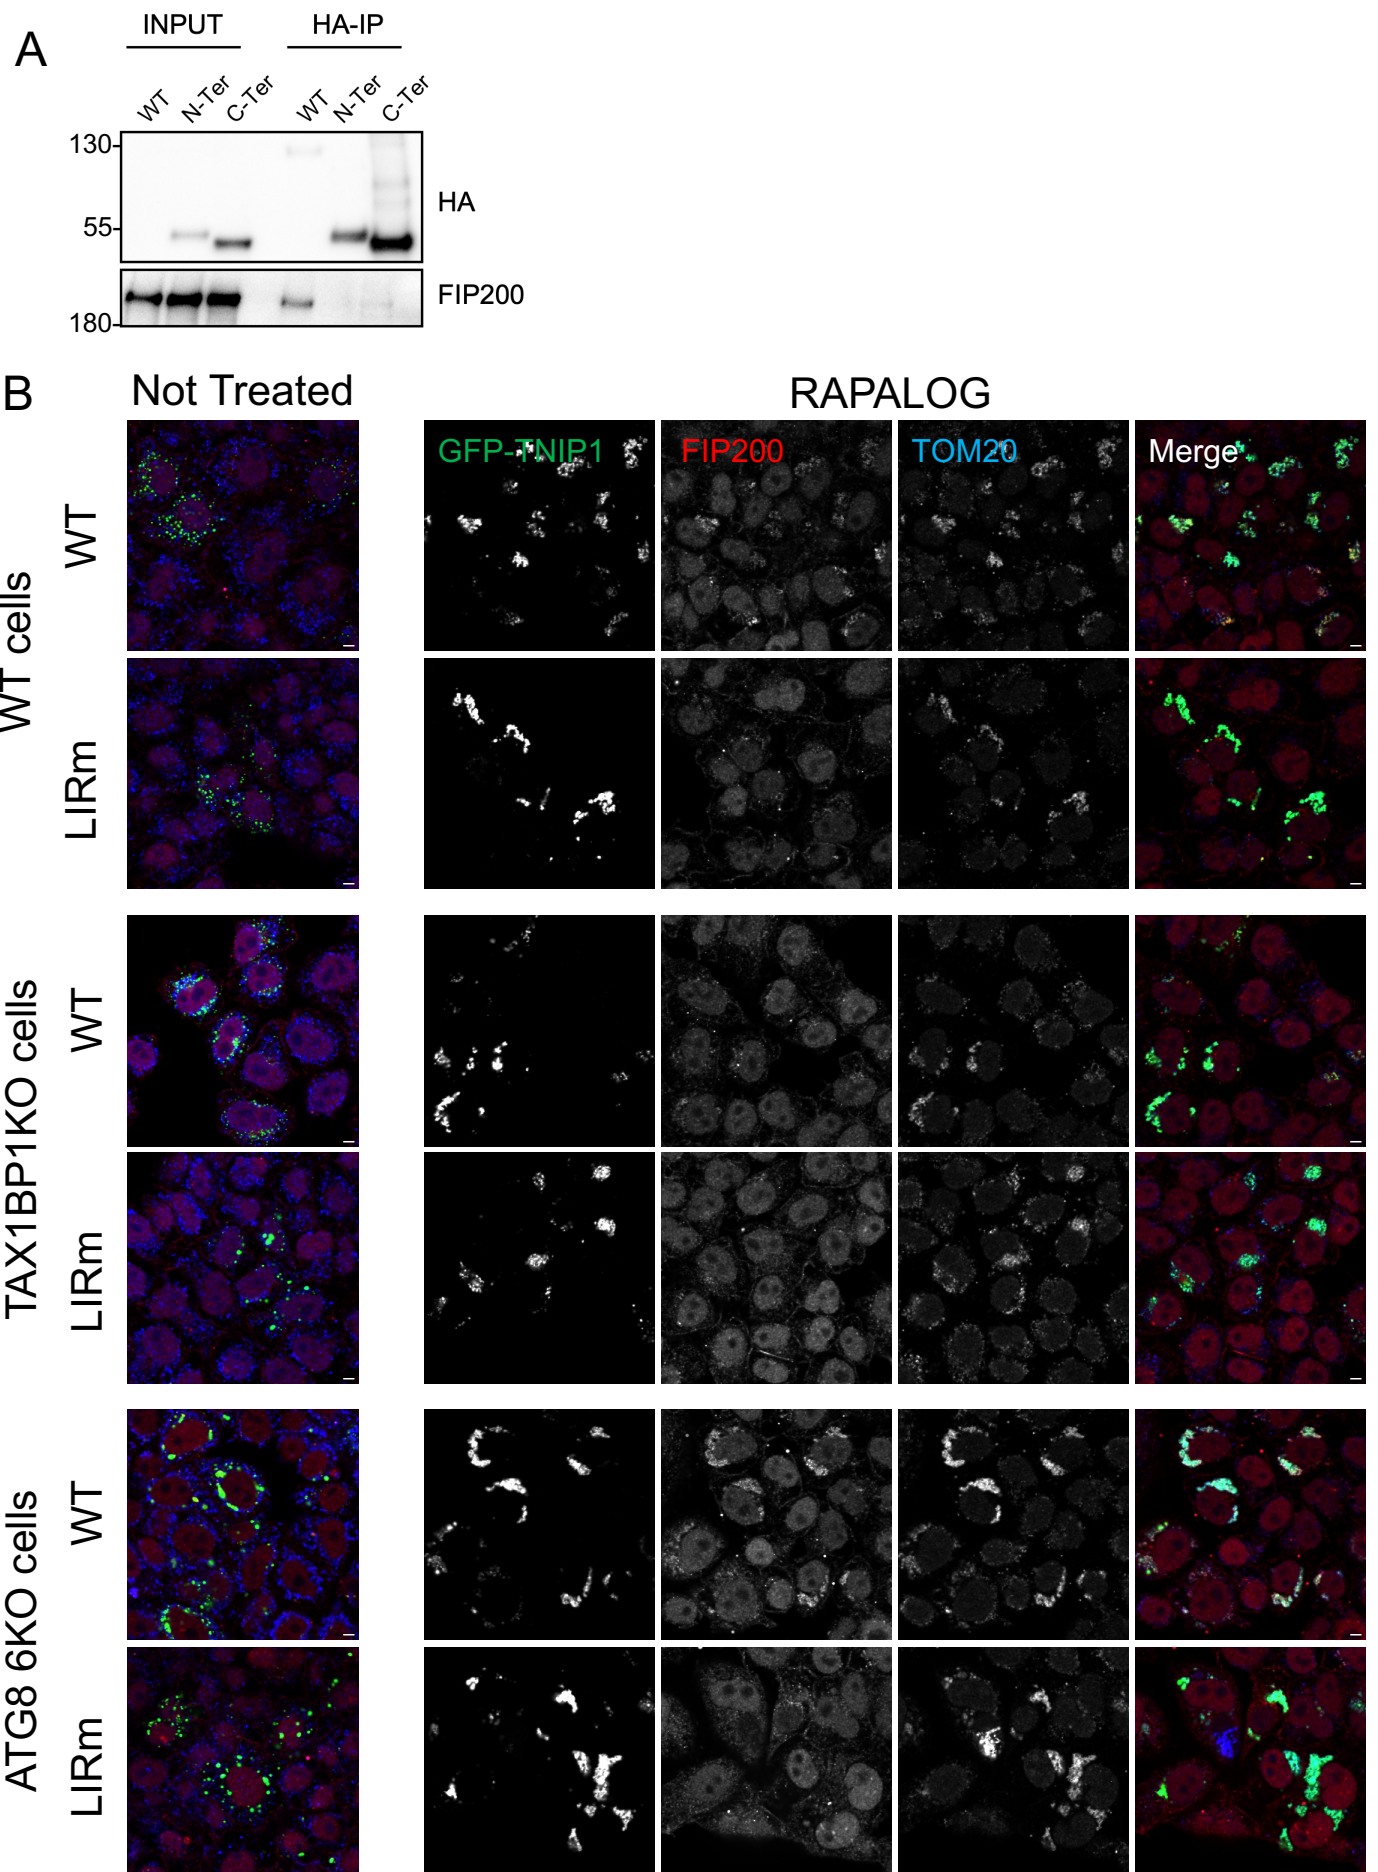 A
INPUT HA-IP
WT N-Ter C-Ter WT N-Ter C-Ter
130
HA
55
FIP200
180
B
Not Treated
RAPALOG
GFP-TNIP1 FIP200 TOM20 Merge
WT cells
WT
LIRm
TAX1BP1KO cells
WT
LIRm
ATG8 6KO cells
WT
LIRm